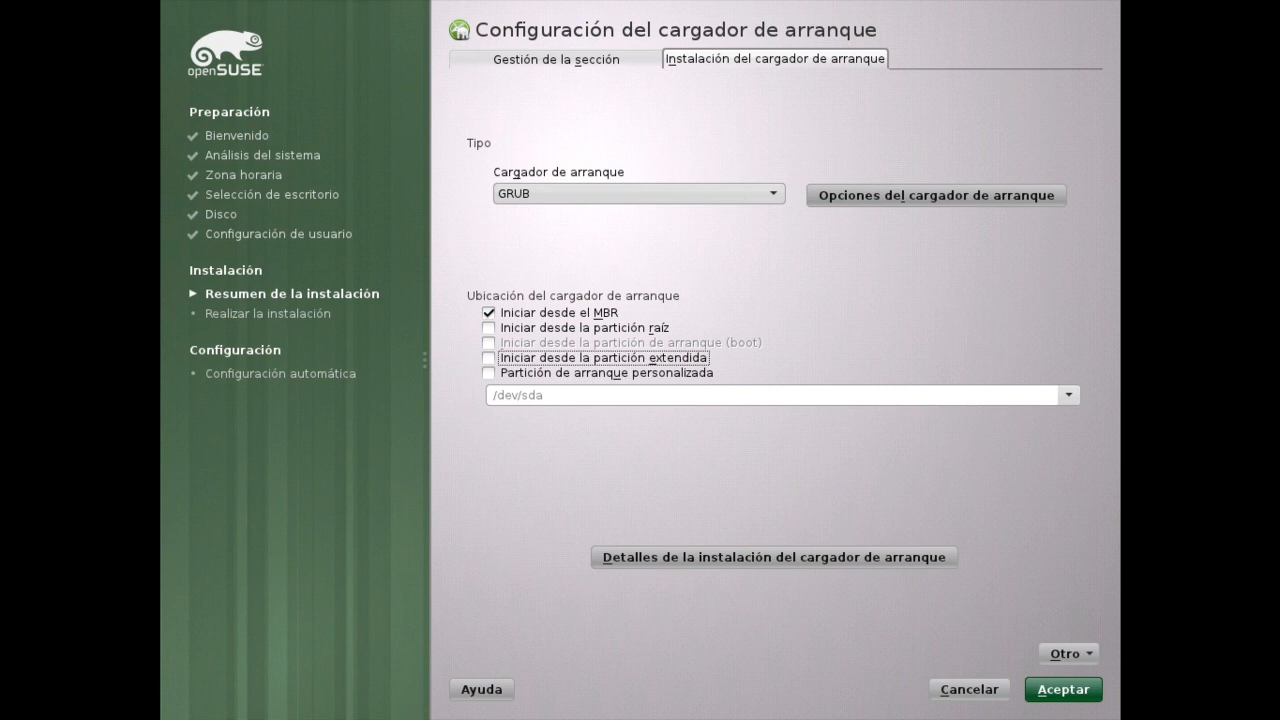 openSUSE
Preparación
Bienvenido
Análisis del sistema
Zona horaria
Selección de escritorio
Disco
Configuración de usuario
Instalación
Resumen de la instalación
Realizar la instalación
Configuración
Configuración automática
Configuración del cargador de arranque
Gestión de la sección
Instalación del cargador de arranque
Tipo
Cargador de arranque
GRUB
Opciones del cargador de arranque
Ubicación del cargador de arranque
Iniciar desde el MBR
Iniciar desde la partición raíz
Iniciar desde la partición de arranque (boot)
Iniciar desde la partición extendida
Partición de arranque personalizada
/dev/sda
Detalles de la instalación del cargador de arranque
Otro
Ayuda
Cancelar
Aceptar